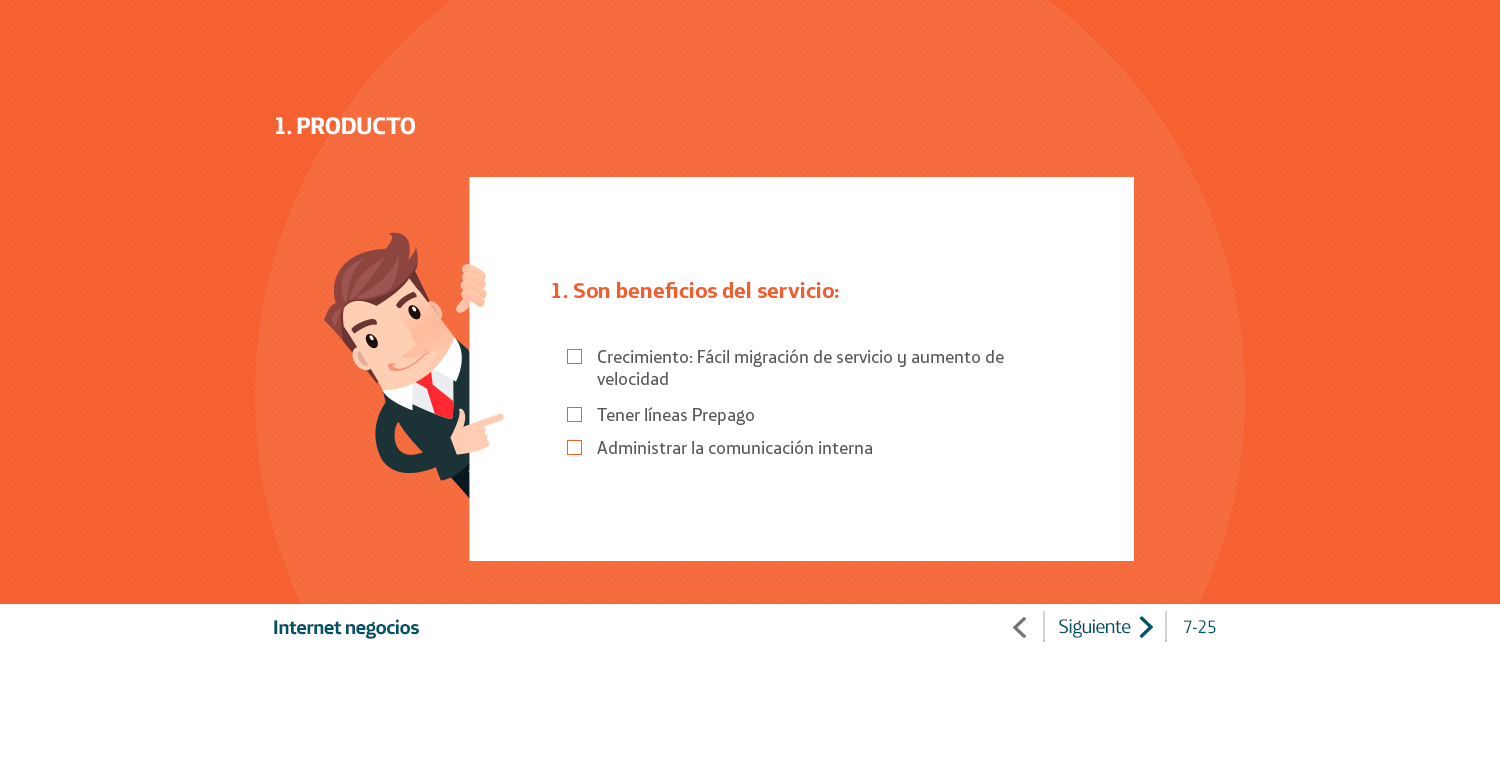 1. PRODUCTO
1. Son beneficios del servicio:
Crecimiento: Fácil migración de servicio y aumento de
velocidad
Tener líneas Prepago
Administrar la comunicación interna
Internet negocios
Siguiente
7-25